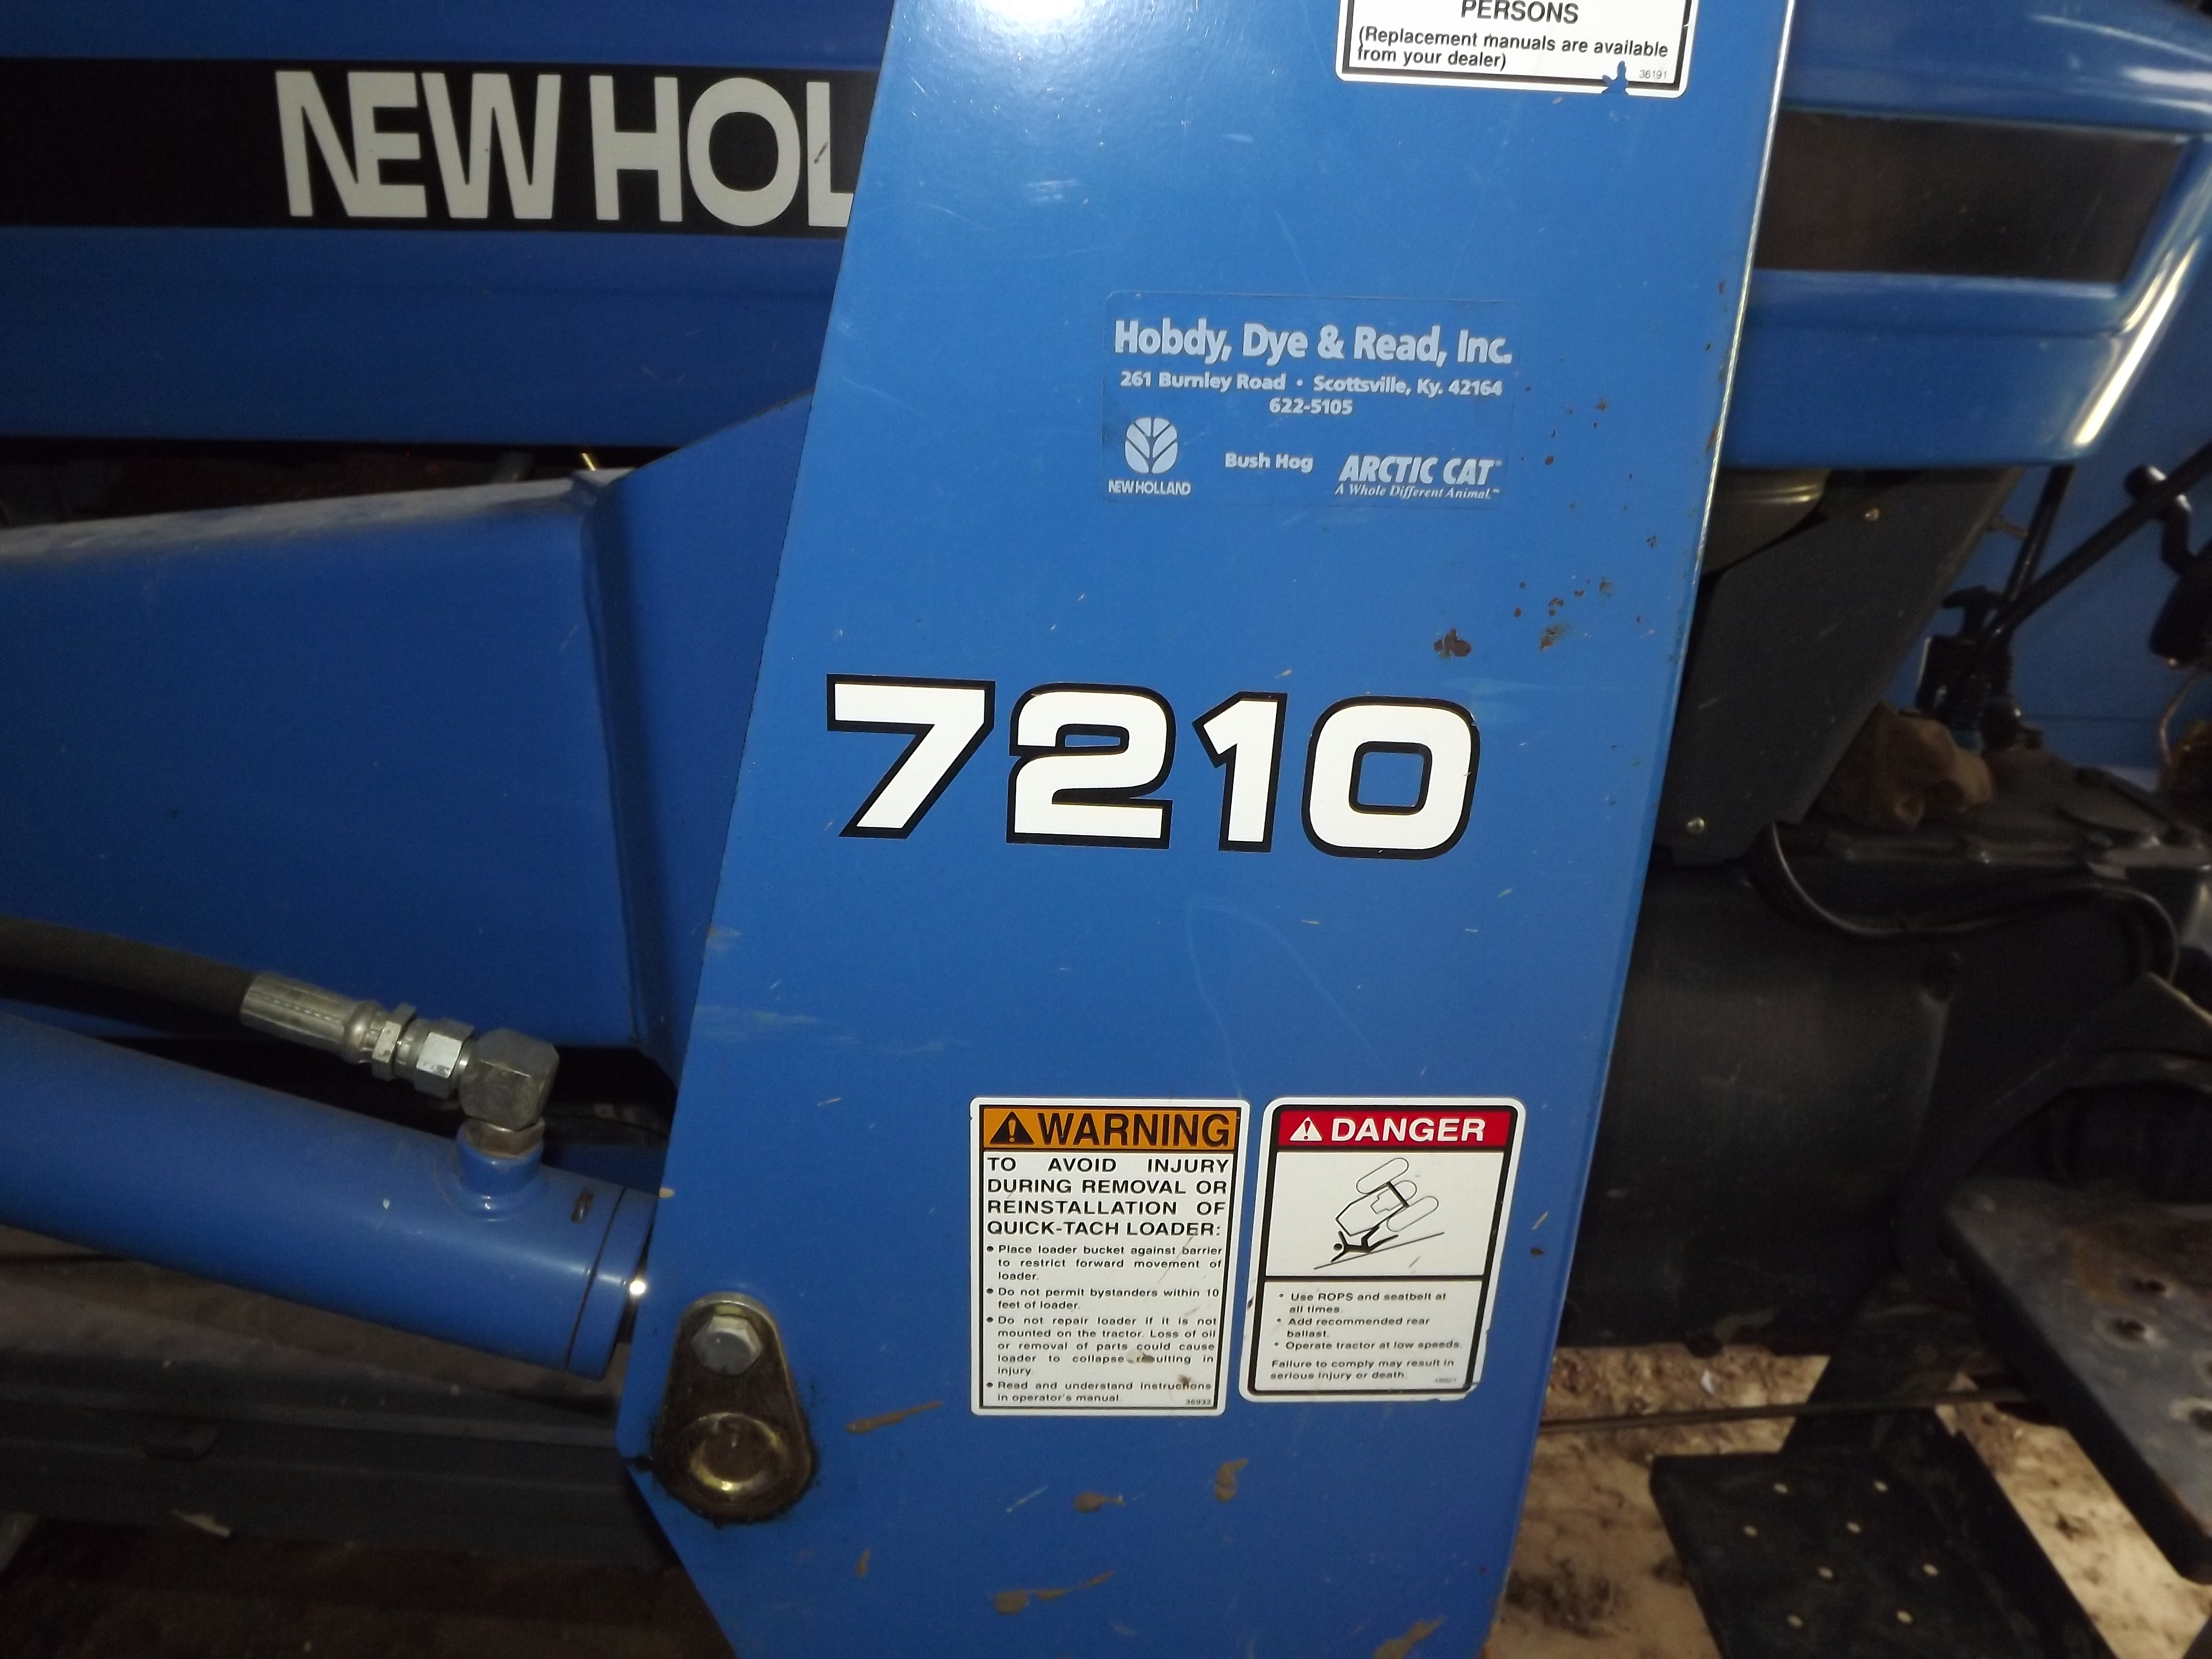 PERSONS
(Replacement manuals are available
from your dealer)
36191
NEW HOL
Hobdy, Dye & Read, Inc.
261 Burnley Road • Scottsville, Ky. 42164
622-5105
NEW HOLLAND
Bush Hog
ARCTIC CAT
A Whole Different Animal.™
7210
WARNING
TO AVOID INJURY
DURING REMOVAL OR
REINSTALLATION OF
QUICK-TACH LOADER:
• Place loader bucket against barrier
to restrict forward movement of
loader.
• Do not permit bystanders within 10
feet of loader.
• Do not repair loader if it is not
mounted on the tractor. Loss of oil
or removal of parts could cause
loader to collapse resulting in
injury.
• Read and understand instructions
in operator's manual.
36933
DANGER
• Use ROPS and seatbelt at
all times.
• Add recommended rear
ballast.
• Operate tractor at low speeds.
Failure to comply may result in
serious injury or death.